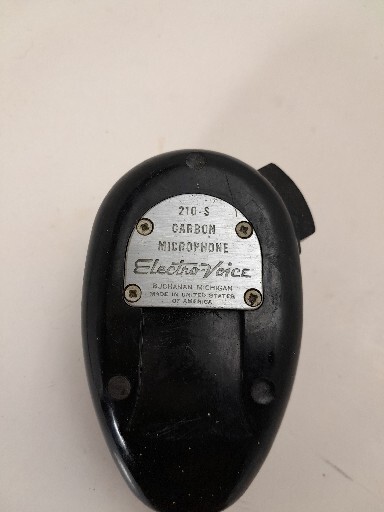 210-S
CARBON
MICROPHONE
Electro-Voice
BUCHANAN MICHIGAN
MADE IN UNITED STATES
OF AMERICA